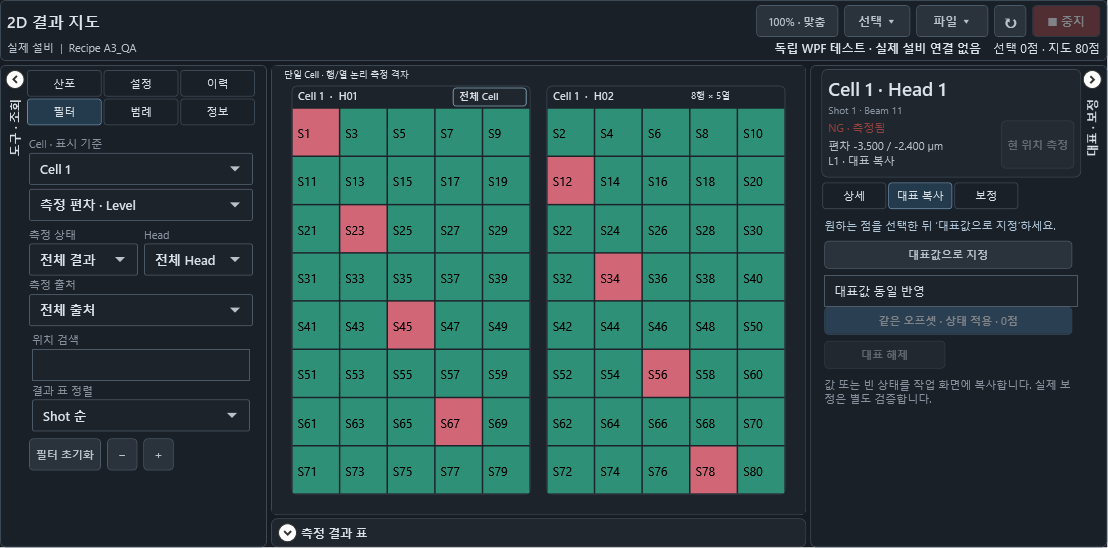 2D 결과 지도
실제 설비 | Recipe A3_QA
100% · 맞춤
선택 ▾
파일 ▾
↻
■ 중지
독립 WPF 테스트 · 실제 설비 연결 없음 선택 0점 · 지도 80점
도구 · 조회
산포 설정 이력
필터 범례 정보
Cell · 표시 기준
Cell 1
측정 편차 · Level
측정 상태 Head
전체 결과 전체 Head
측정 출처
전체 출처
위치 검색
결과 표 정렬
Shot 순
필터 초기화 − +
단일 Cell · 행/열 논리 측정 격자
Cell 1 · H01 전체 Cell
S1 S3 S5 S7 S9
S11 S13 S15 S17 S19
S21 S23 S25 S27 S29
S31 S33 S35 S37 S39
S41 S43 S45 S47 S49
S51 S53 S55 S57 S59
S61 S63 S65 S67 S69
S71 S73 S75 S77 S79
Cell 1 · H02 8행 × 5열
S2 S4 S6 S8 S10
S12 S14 S16 S18 S20
S22 S24 S26 S28 S30
S32 S34 S36 S38 S40
S42 S44 S46 S48 S50
S52 S54 S56 S58 S60
S62 S64 S66 S68 S70
S72 S74 S76 S78 S80
측정 결과 표
Cell 1 · Head 1
Shot 1 · Beam 11
NG · 측정됨
편차 -3.500 / -2.400 µm
L1 · 대표 복사
현 위치 측정
대표 · 보정
상세 대표 복사 보정
원하는 점을 선택한 뒤 '대표값으로 지정'하세요.
대표값으로 지정
대표값 동일 반영
같은 오프셋 · 상태 적용 · 0점
대표 해제
값 또는 빈 상태를 작업 화면에 복사합니다. 실제 보
정은 별도 검증합니다.